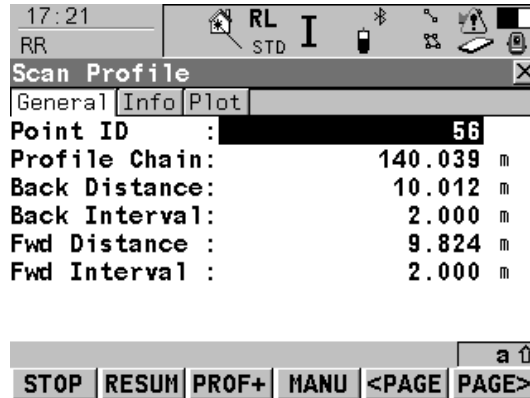 17:21 RL
RR STD I
Scan Profile X
General Info Plot
Point ID : 56
Profile Chain: 140.039 m
Back Distance: 10.012 m
Back Interval: 2.000 m
Fwd Distance : 9.824 m
Fwd Interval : 2.000 m
a
STOP RESUM PROF+ MANU <PAGE PAGE>